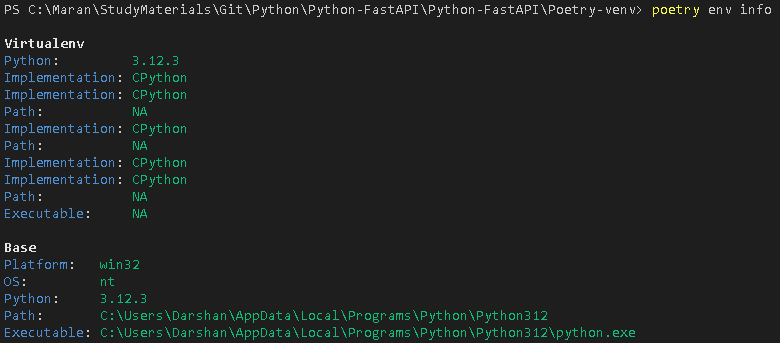 PS C:\Maran\StudyMaterials\Git\Python\Python-FastAPI\Python-FastAPI\Poetry-venv> poetry env info
Virtualenv
Python: 3.12.3
Implementation: CPython
Implementation: CPython
Path: NA
Implementation: CPython
Path: NA
Implementation: CPython
Implementation: CPython
Path: NA
Executable: NA
Base
Platform: win32
OS: nt
Python: 3.12.3
Path: C:\Users\Darshan\AppData\Local\Programs\Python\Python312
Executable: C:\Users\Darshan\AppData\Local\Programs\Python\Python312\python.exe